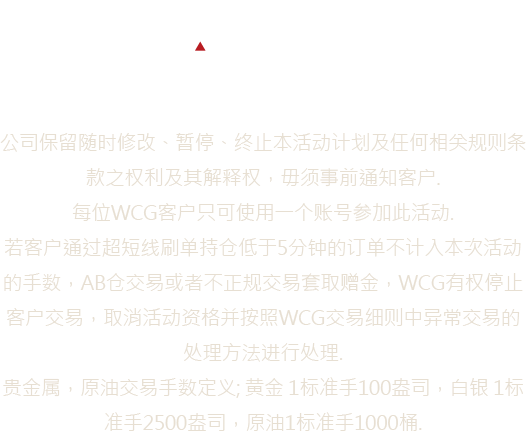 公司保留随时修改、暂停、终止本活动计划及任何相关规则条
款之权利及其解释权，毋须事前通知客户.
每位WCG客户只可使用一个账号参加此活动.
若客户通过超短线刷单持仓低于5分钟的订单不计入本次活动
的手数，AB仓交易或者不正规交易套取赠金，WCG有权停止
客户交易，取消活动资格并按照WCG交易细则中异常交易的
处理方法进行处理.
贵金属，原油交易手数定义; 黄金 1标准手100盎司，白银 1标
准手2500盎司，原油1标准手1000桶.